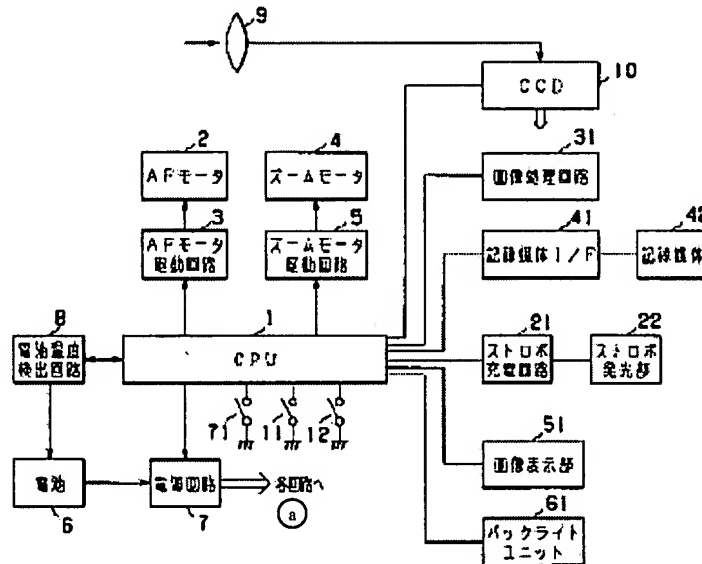 9
CCD
10
2
AFモータ
4
ズームモータ
31
画像処理回路
3
AFモータ
駆動回路
5
ズームモータ
駆動回路
41
記録媒体I/F
42
記録媒体
8
電池温度
検出回路
1
CPU
21
ストロボ
充電回路
22
ストロボ
発光部
71
11
12
51
画像表示部
電池
6
電源回路
7
各回路へ
a
61
バックライト
ユニット